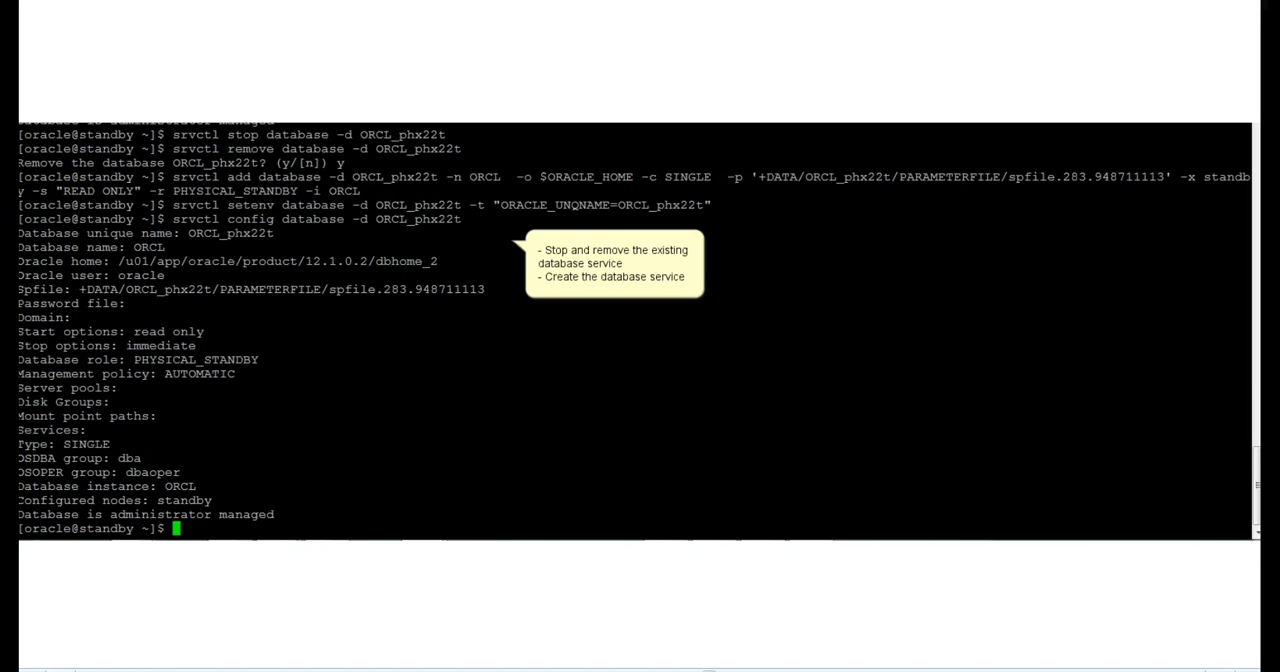 [oracle@standby ~]$ srvctl stop database -d ORCL_phx22t
[oracle@standby ~]$ srvctl remove database -d ORCL_phx22t
Remove the database ORCL_phx22t? (y/[n]) y
[oracle@standby ~]$ srvctl add database -d ORCL_phx22t -n ORCL -o $ORACLE_HOME -c SINGLE -p '+DATA/ORCL_phx22t/PARAMETERFILE/spfile.283.948711113' -x standb
y -s "READ ONLY" -r PHYSICAL_STANDBY -i ORCL
[oracle@standby ~]$ srvctl setenv database -d ORCL_phx22t -t "ORACLE_UNQNAME=ORCL_phx22t"
[oracle@standby ~]$ srvctl config database -d ORCL_phx22t
Database unique name: ORCL_phx22t
Database name: ORCL
Oracle home: /u01/app/oracle/product/12.1.0.2/dbhome_2
Oracle user: oracle
Spfile: +DATA/ORCL_phx22t/PARAMETERFILE/spfile.283.948711113
Password file:
Domain:
Start options: read only
Stop options: immediate
Database role: PHYSICAL_STANDBY
Management policy: AUTOMATIC
Server pools:
Disk Groups:
Mount point paths:
Services:
Type: SINGLE
OSDBA group: dba
OSOPER group: dbaoper
Database instance: ORCL
Configured nodes: standby
Database is administrator managed
[oracle@standby ~]$
- Stop and remove the existing
database service
- Create the database service